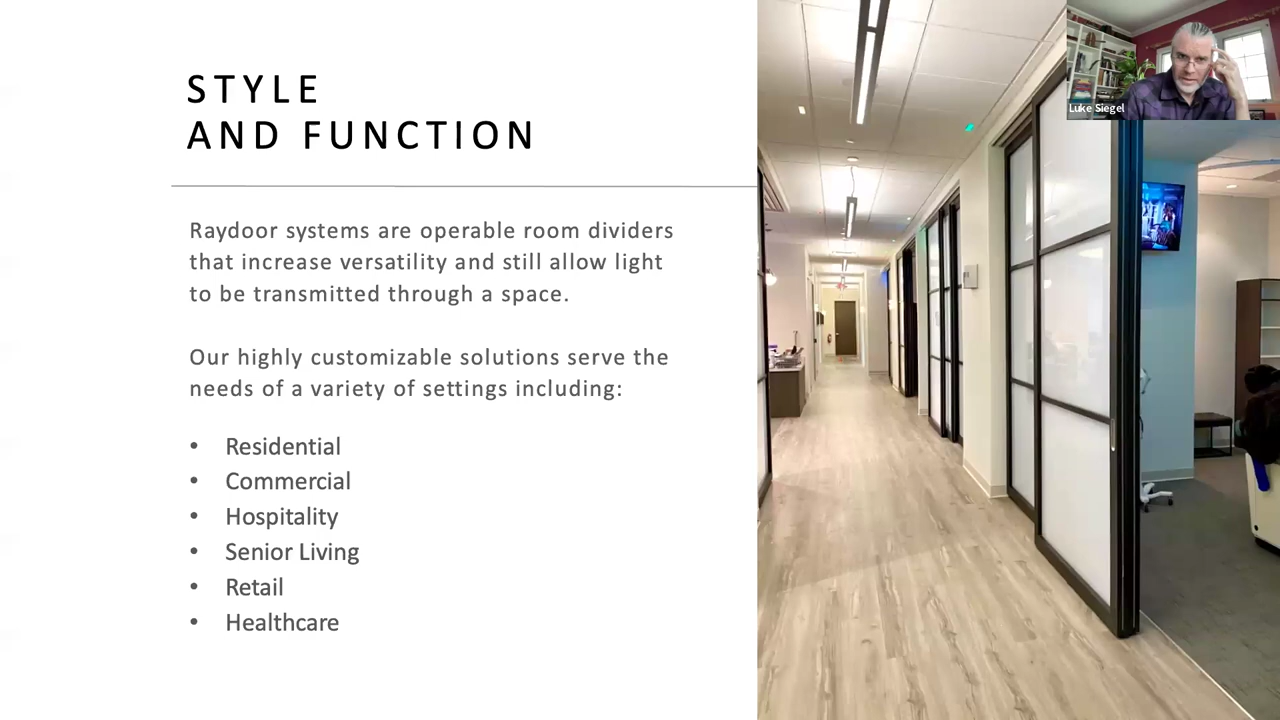 STYLE
AND FUNCTION
Raydoor systems are operable room dividers
that increase versatility and still allow light
to be transmitted through a space.
Our highly customizable solutions serve the
needs of a variety of settings including:
• Residential
• Commercial
• Hospitality
• Senior Living
• Retail
• Healthcare
Luke Siegel